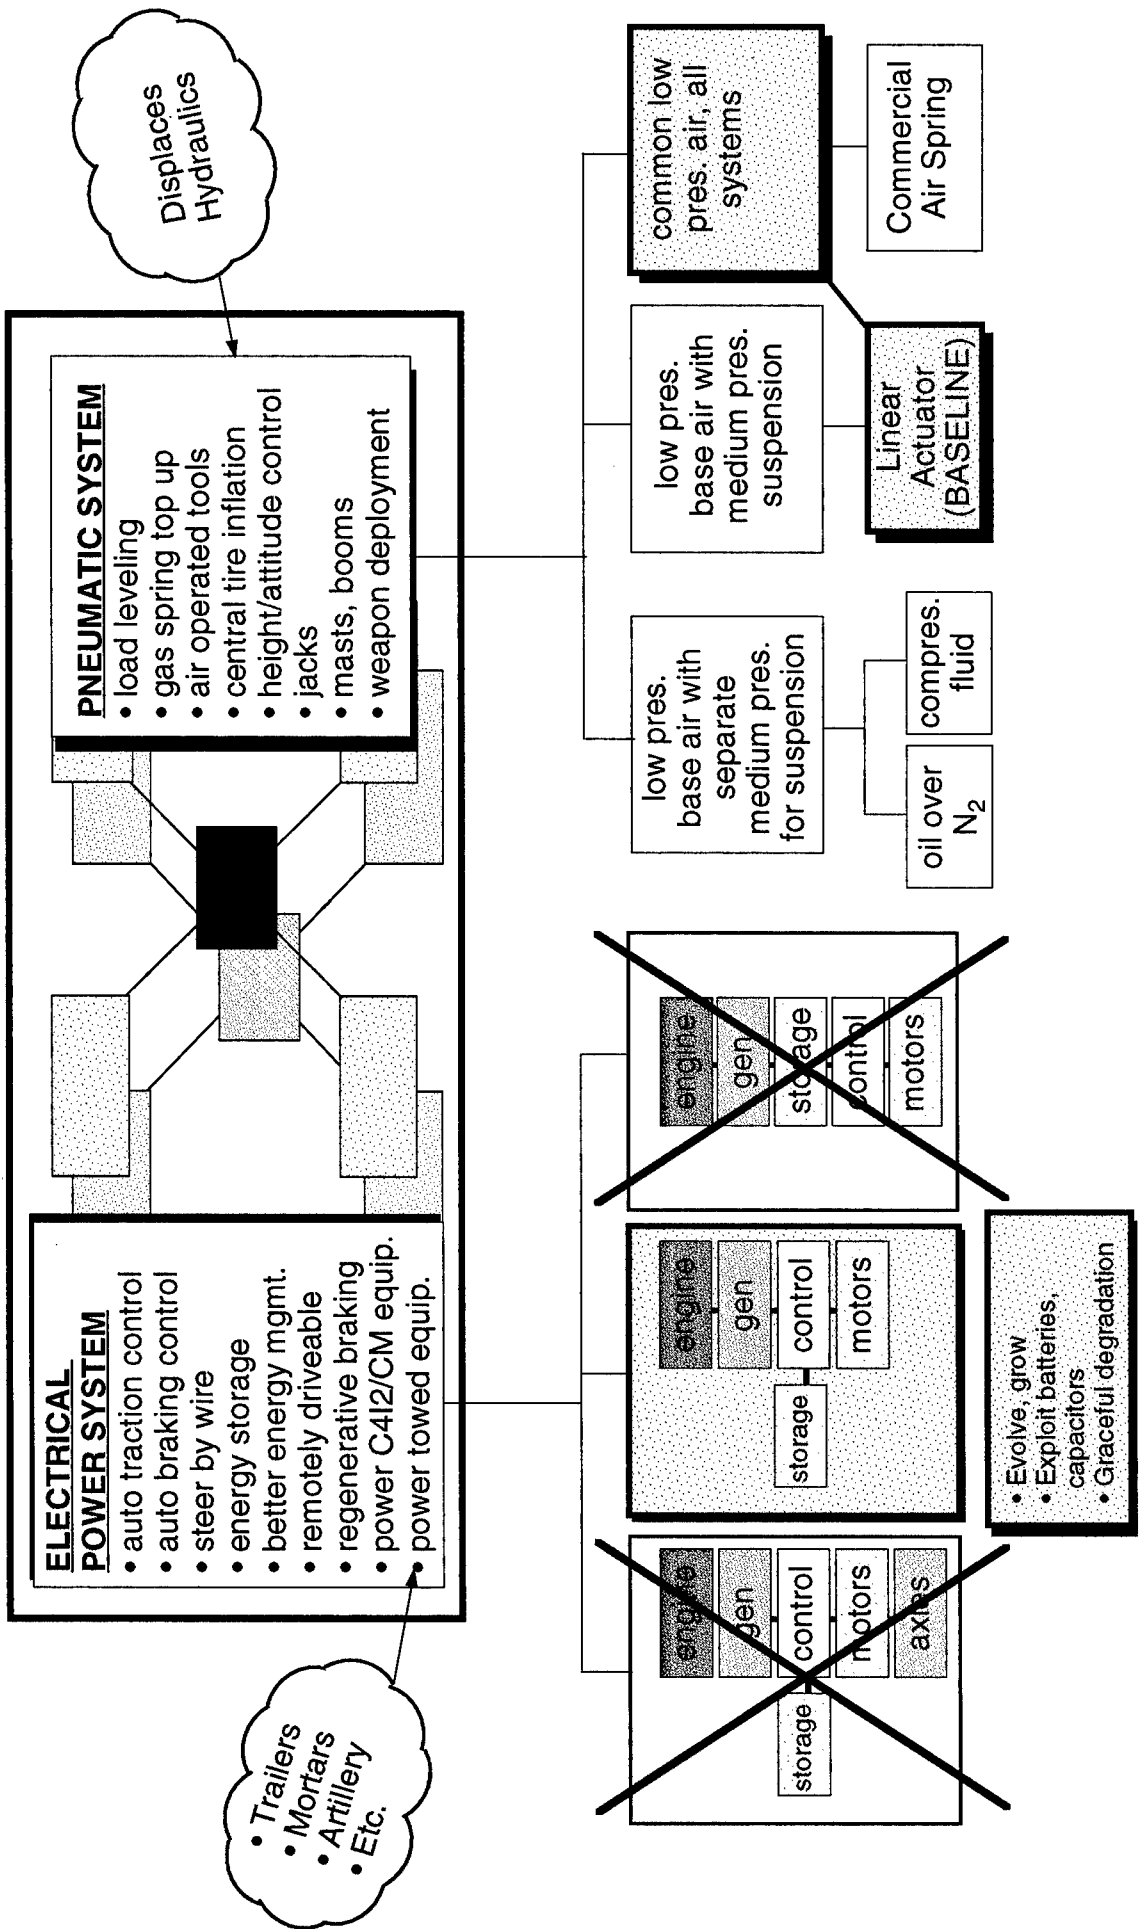 Trailers
• Mortars
• Artillery
• Etc.
ELECTRICAL
POWER SYSTEM
• auto traction control
• auto braking control
• steer by wire
• energy storage
• better energy mgmt.
• remotely driveable
• regenerative braking
• power C4I2/CM equip.
• power towed equip.
PNEUMATIC SYSTEM
• load leveling
• gas spring top up
• air operated tools
• central tire inflation
• height/attitude control
• jacks
• masts, booms
• weapon deployment
Displaces
Hydraulics
engine
gen
control
motors
axles
storage
engine
gen
control
motors
storage
engine
gen
storage
control
motors
• Evolve, grow
• Exploit batteries,
capacitors
• Graceful degradation
low pres.
base air with
separate
medium pres.
for suspension
oil over
N₂
compres.
fluid
low pres.
base air with
medium pres.
suspension
Linear
Actuator
(BASELINE)
common low
pres. air, all
systems
Commercial
Air Spring